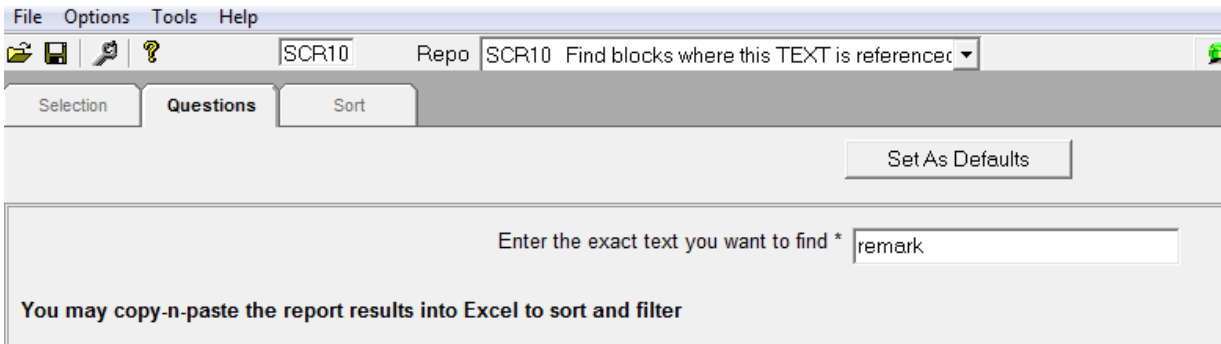 File Options Tools Help
SCR10 Repo SCR10 Find blocks where this TEXT is referenced
Selection Questions Sort
Set As Defaults
Enter the exact text you want to find * remark
You may copy-n-paste the report results into Excel to sort and filter